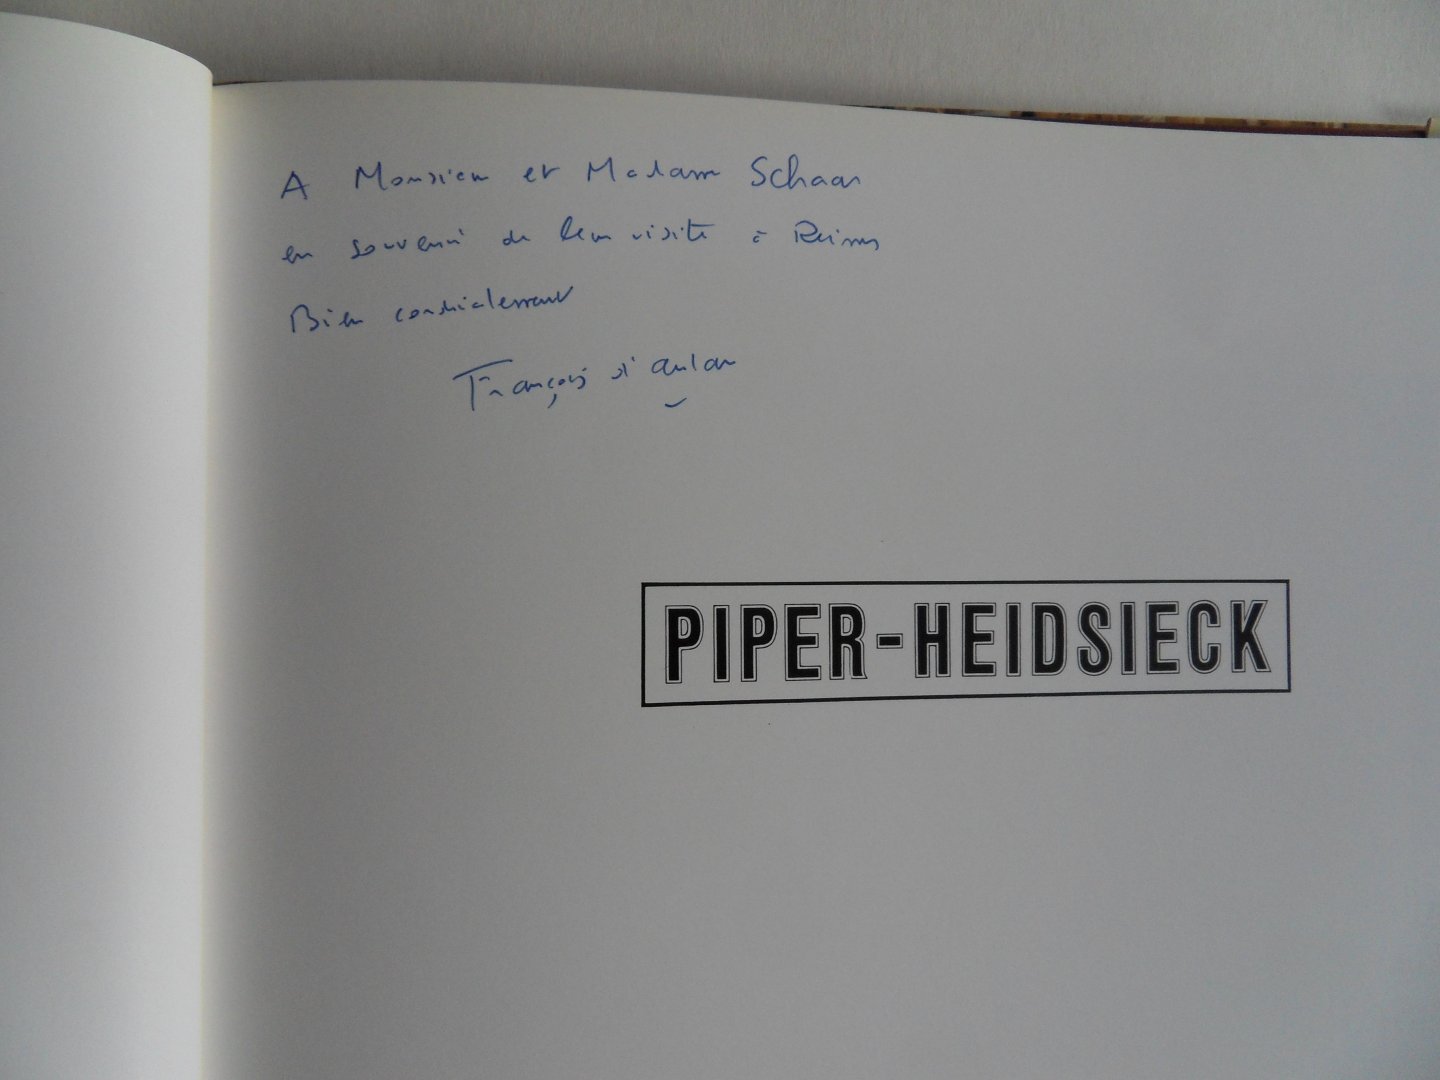 A Monsieur et Madame Schaar
en souvenir de leur visite à Reims
Bien cordialement
François d'Aulan
PIPER-HEIDSIECK